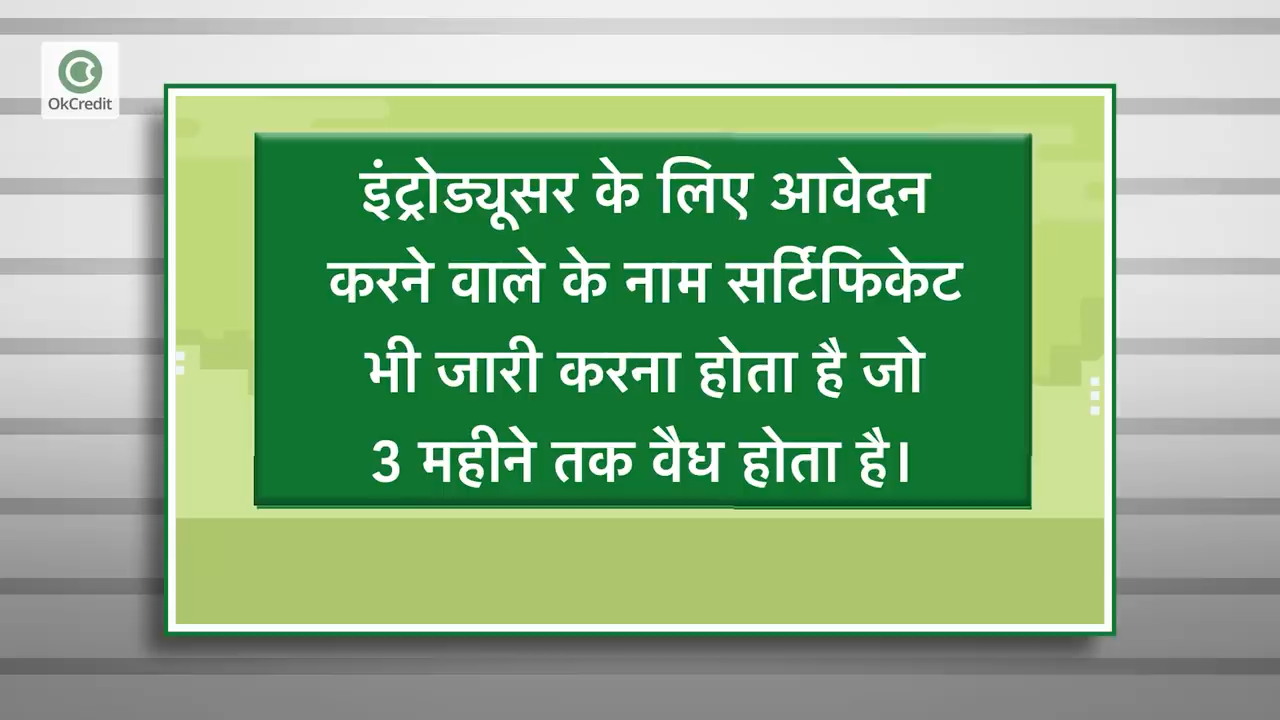 OkCredit
इंट्रोड्यूसर के लिए आवेदन
करने वाले के नाम सर्टिफिकेट
भी जारी करना होता है जो
3 महीने तक वैध होता है।